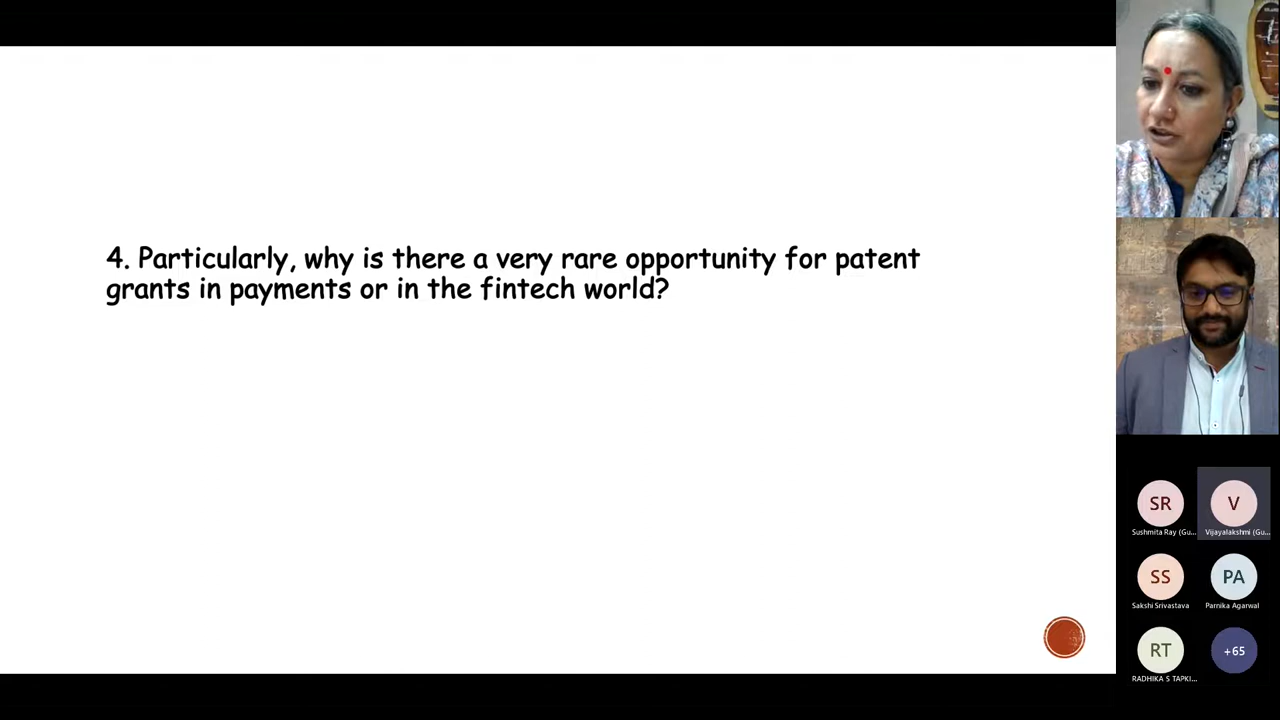 4. Particularly, why is there a very rare opportunity for patent
grants in payments or in the fintech world?
SR
Sushmita Ray (Gu...
V
Vijayalakshmi (Gu...
SS
Sakshi Srivastava
PA
Parnika Agarwal
RT
RADHIKA S TAPKI...
+65